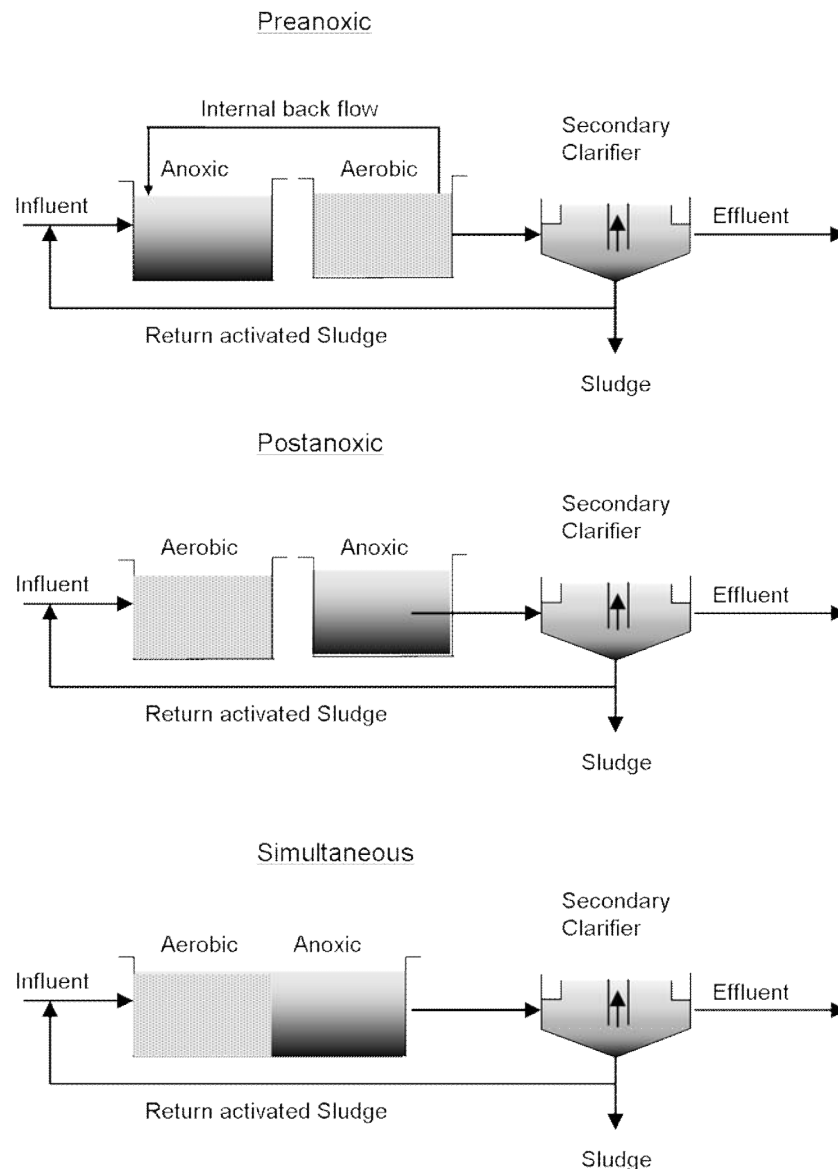 Preanoxic
Internal back flow
Secondary
Clarifier
Anoxic
Aerobic
Influent
Effluent
Return activated Sludge
Sludge
Postanoxic
Secondary
Clarifier
Aerobic
Anoxic
Influent
Effluent
Return activated Sludge
Sludge
Simultaneous
Secondary
Clarifier
Aerobic
Anoxic
Influent
Effluent
Return activated Sludge
Sludge